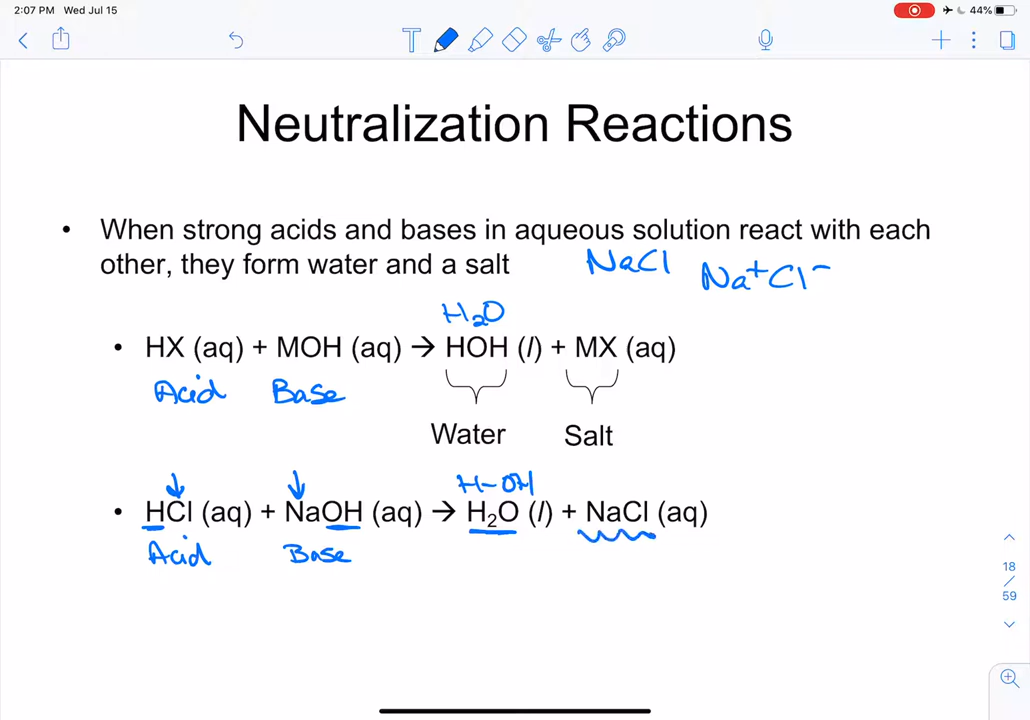 2:07 PM Wed Jul 15 44%
Neutralization Reactions
• When strong acids and bases in aqueous solution react with each
other, they form water and a salt NaCl Na⁺Cl⁻
H₂O
• HX (aq) + MOH (aq) → HOH (l) + MX (aq)
Acid Base
Water Salt
H-OH
• HCl (aq) + NaOH (aq) → H₂O (l) + NaCl (aq)
Acid Base
18
/
59